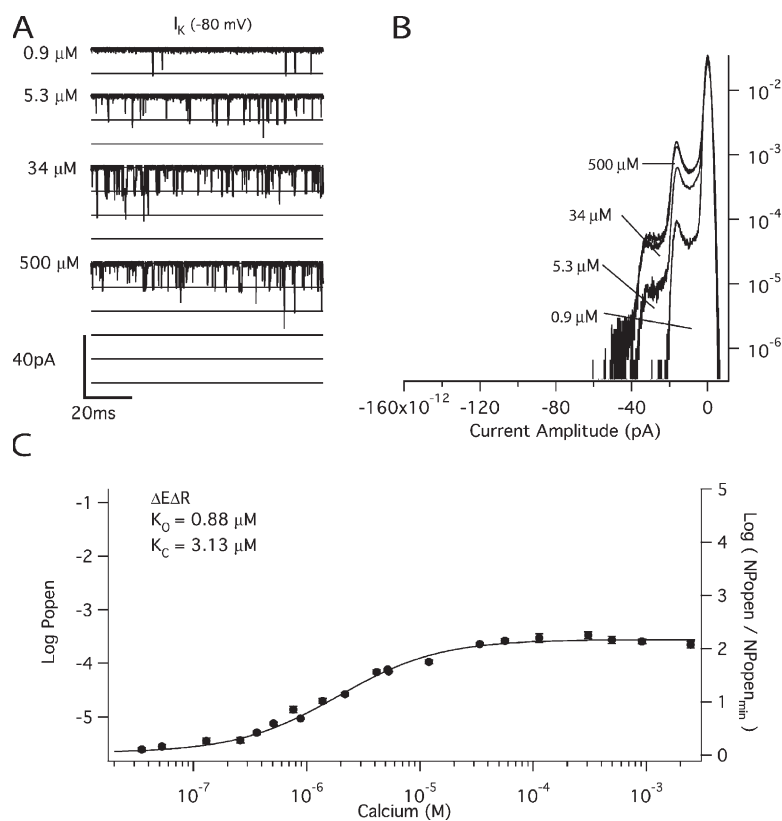 A
I_K (-80 mV)
0.9 µM
5.3 µM
34 µM
500 µM
40pA
20ms
B
10^-2
10^-3
10^-4
10^-5
10^-6
500 µM
34 µM
5.3 µM
0.9 µM
-160x10^-12
-120
-80
-40
0
Current Amplitude (pA)
C
ΔEΔR
K_O = 0.88 µM
K_C = 3.13 µM
-1
-2
-3
-4
-5
Log Popen
5
4
3
2
1
0
Log ( NPopen / NPopen_min )
10^-7
10^-6
10^-5
10^-4
10^-3
Calcium (M)